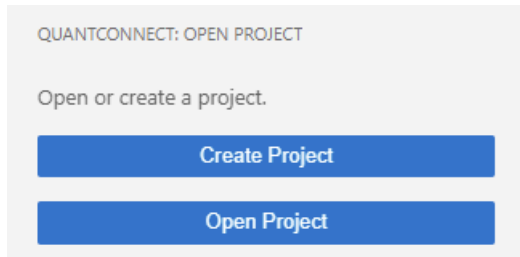 QUANTCONNECT: OPEN PROJECT
Open or create a project.
Create Project
Open Project